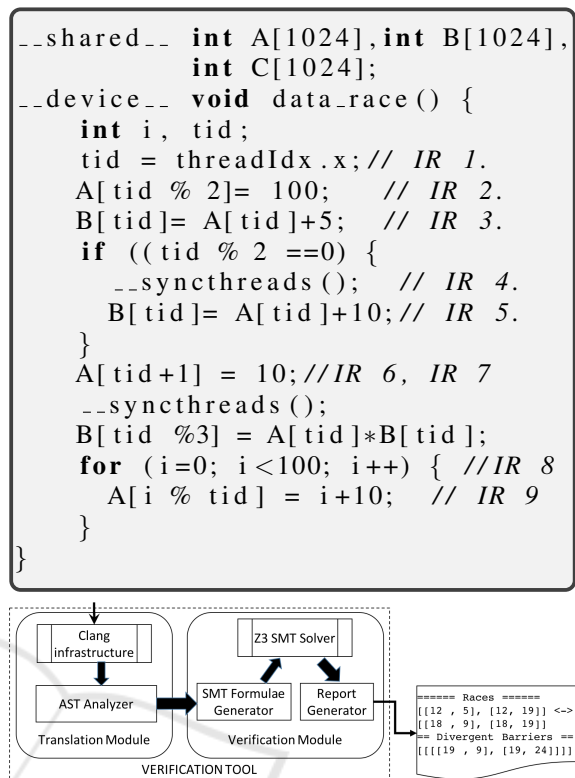 __shared__ int A[1024],int B[1024],
int C[1024];
__device__ void data_race() {
int i, tid;
tid = threadIdx.x;// IR 1.
A[tid % 2]= 100; // IR 2.
B[tid]= A[tid]+5; // IR 3.
if ((tid % 2 ==0) {
__syncthreads(); // IR 4.
B[tid]= A[tid]+10;// IR 5.
}
A[tid+1] = 10;//IR 6, IR 7
__syncthreads();
B[tid %3] = A[tid]*B[tid];
for (i=0; i<100; i++) { //IR 8
A[i % tid] = i+10; // IR 9
}
}
Clang
infrastructure
AST Analyzer
Translation Module
Z3 SMT Solver
SMT Formulae
Generator
Report
Generator
Verification Module
VERIFICATION TOOL
====== Races ======
[[12 , 5], [12, 19]] <->
[[18 , 9], [18, 19]]
== Divergent Barriers ==
[[[[19 , 9], [19, 24]]]]